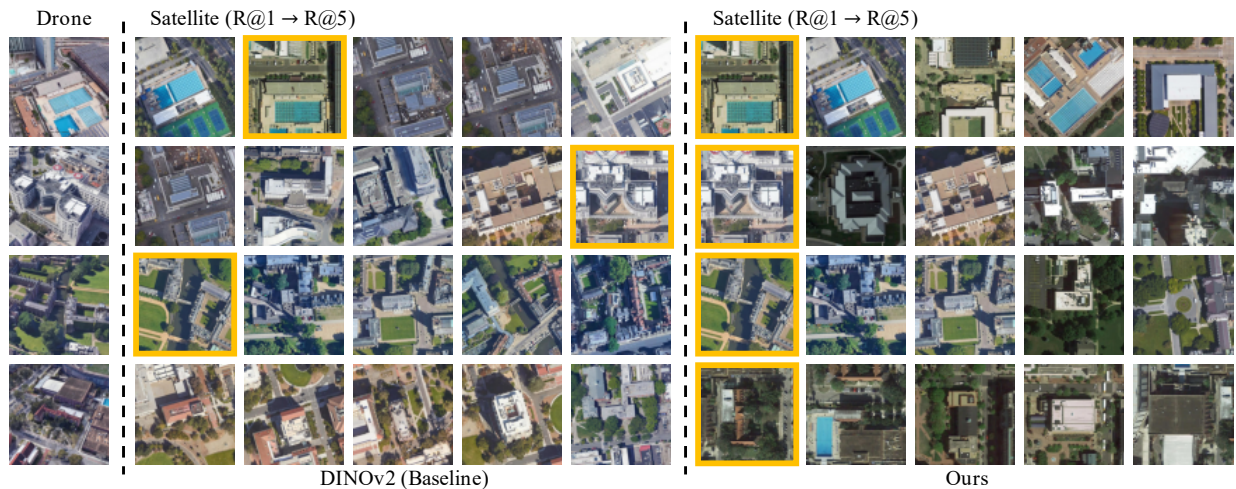 Drone
Satellite (R@1 → R@5)
Satellite (R@1 → R@5)
DINOv2 (Baseline)
Ours